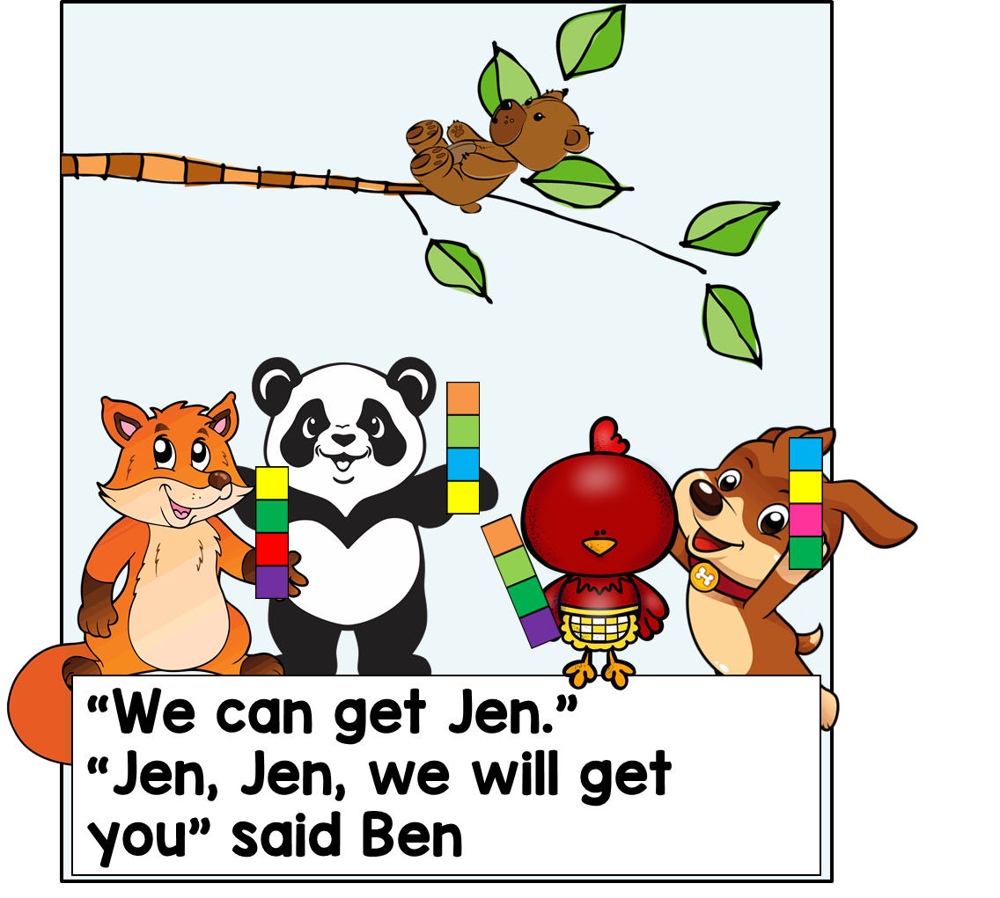 “We can get Jen.”
“Jen, Jen, we will get
you” said Ben